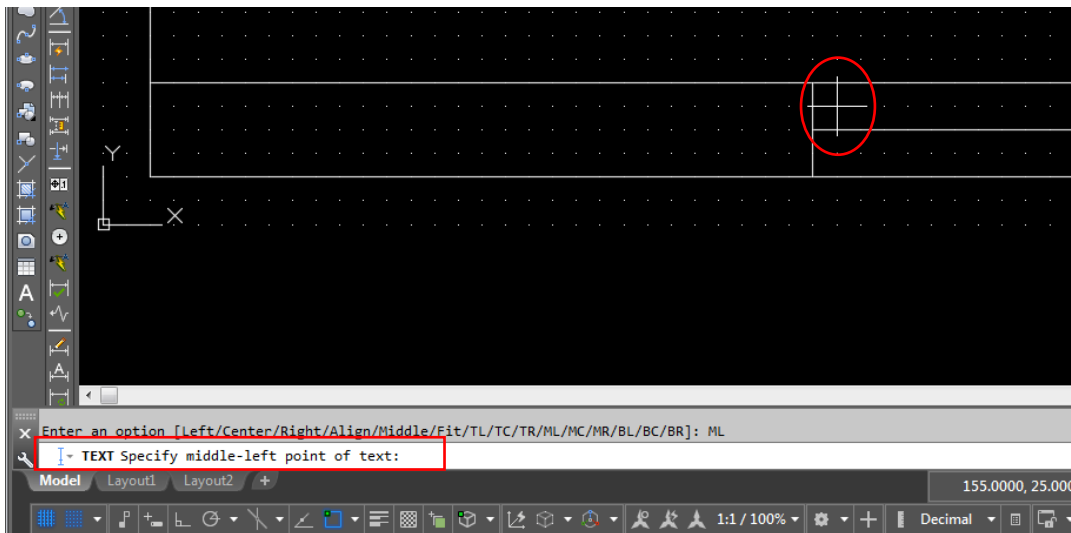 Y
X
A
A
Enter an option [Left/Center/Right/Align/Middle/Fit/TL/TC/TR/ML/MC/MR/BL/BC/BR]: ML
TEXT Specify middle-left point of text:
Model Layout1 Layout2 +
155.0000, 25.000
1:1 / 100% Decimal